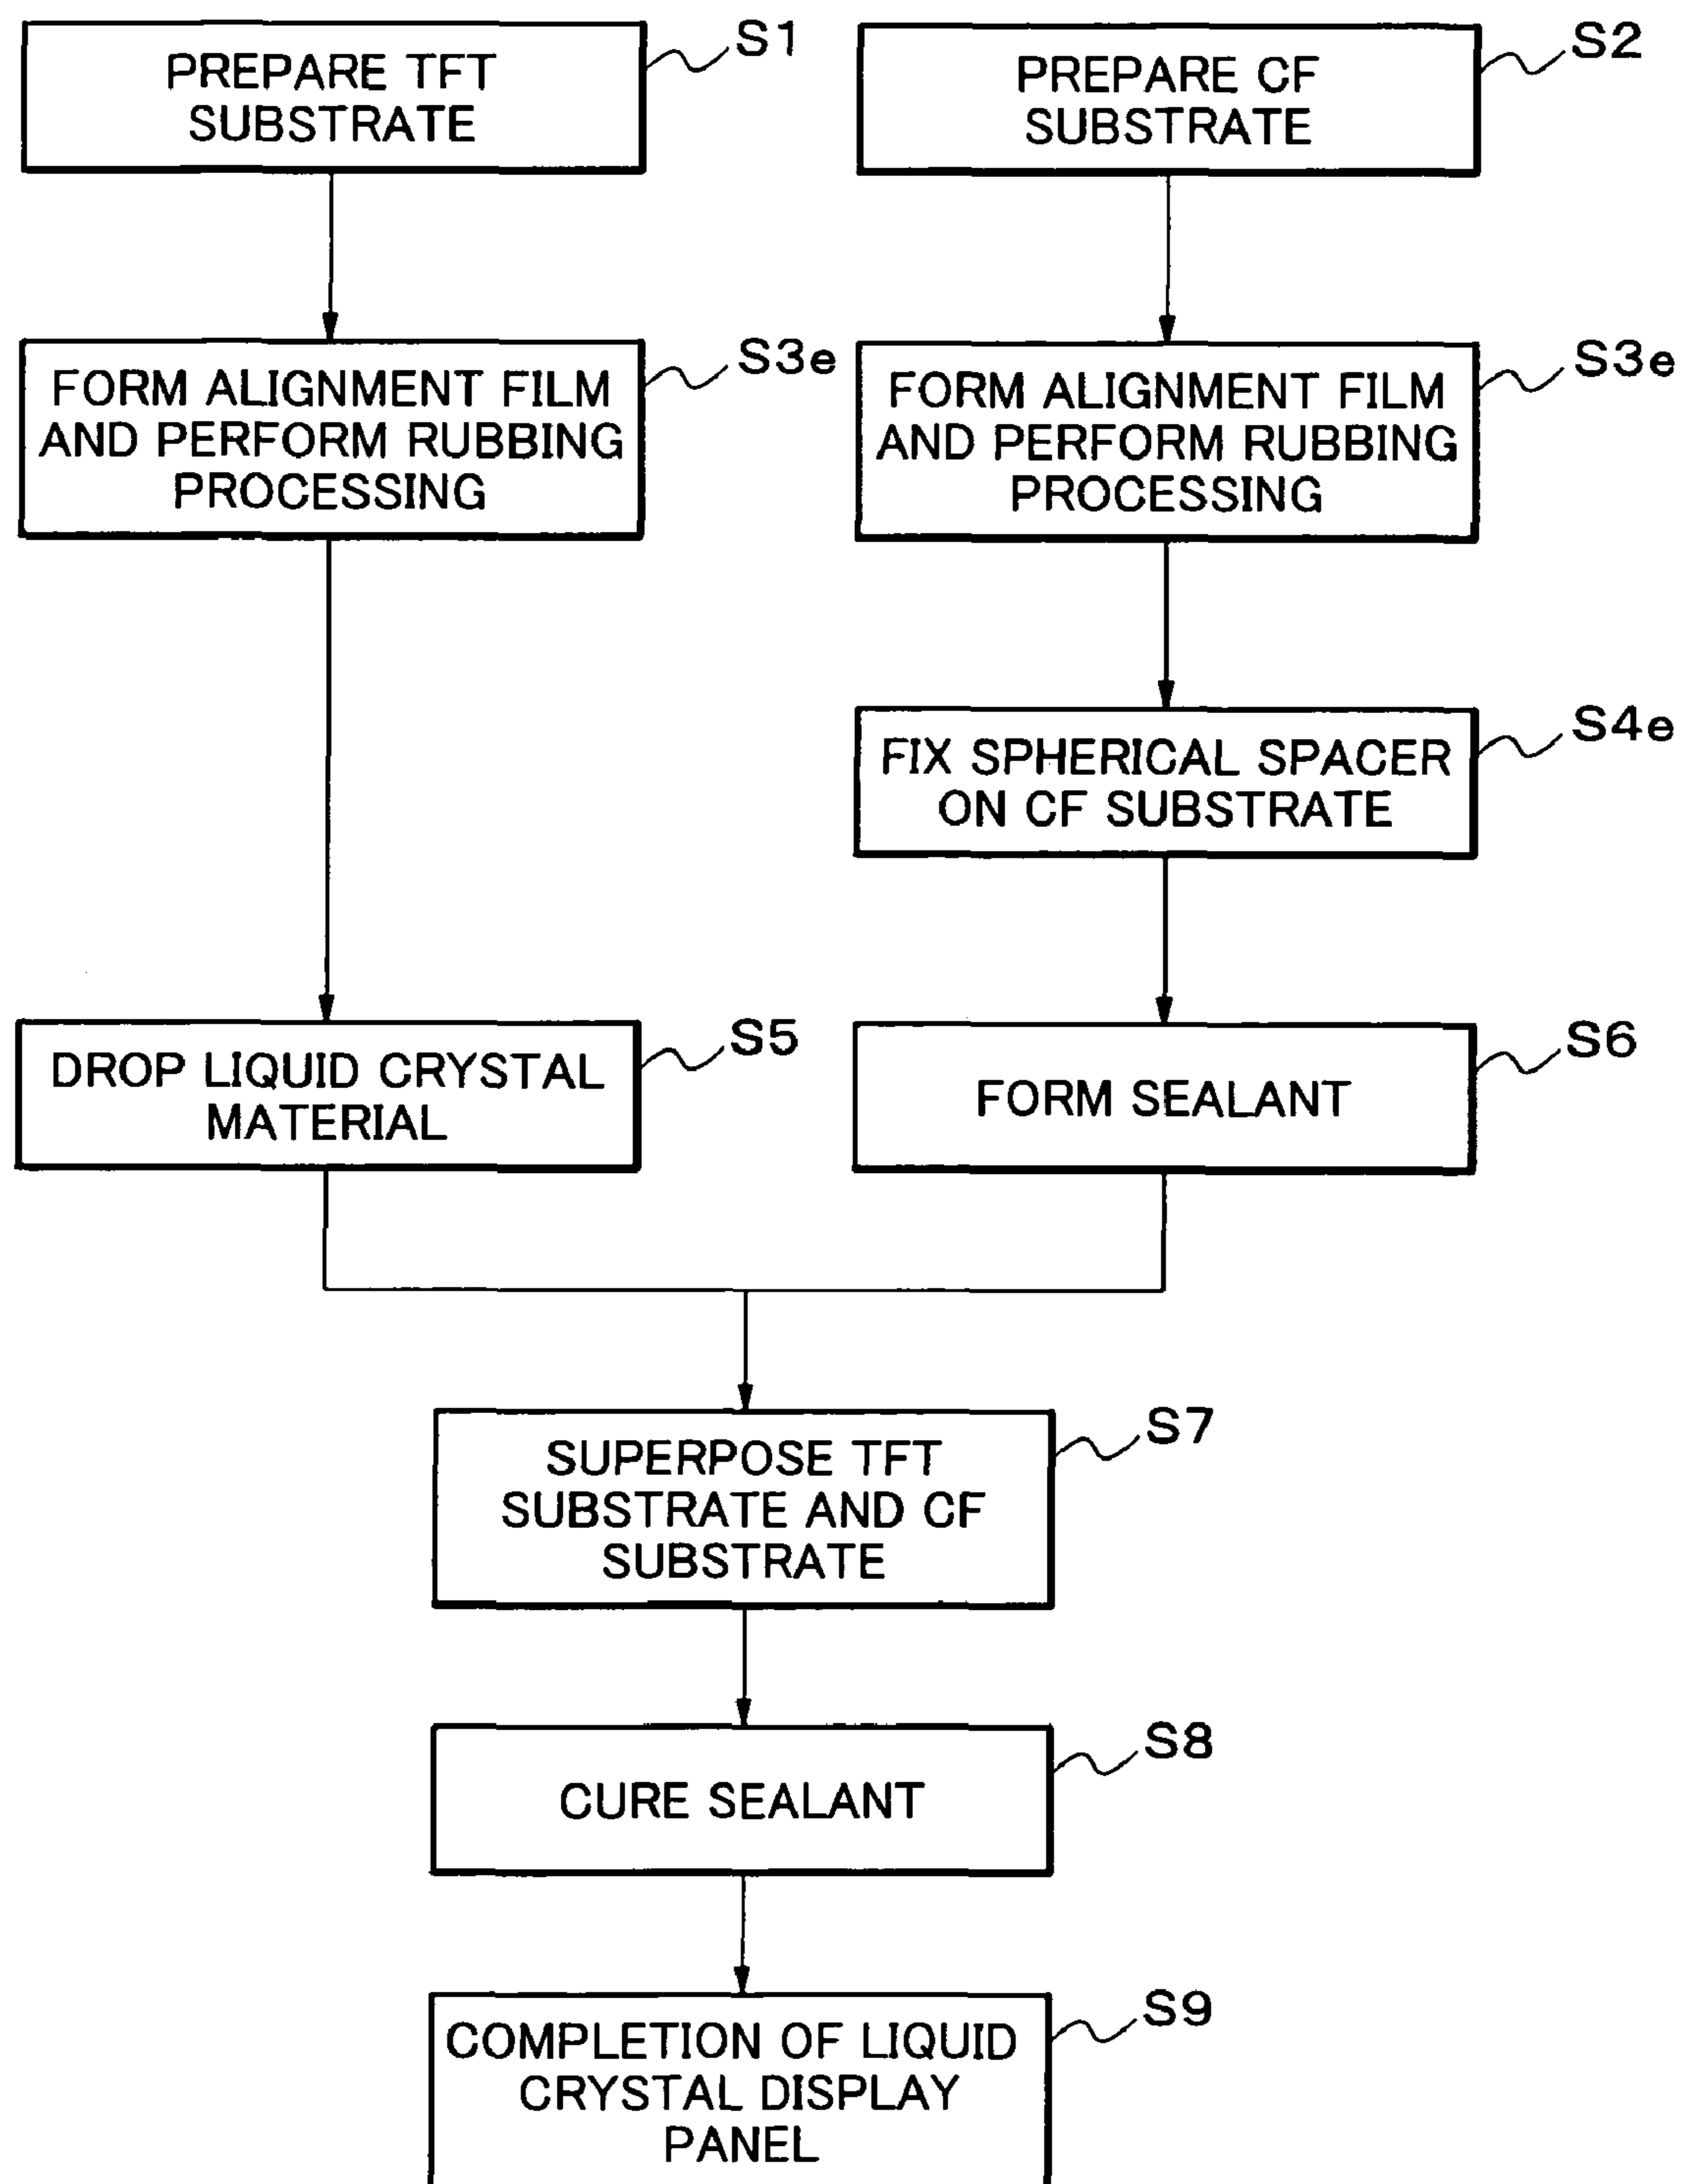 PREPARE TFT
SUBSTRATE
S1
PREPARE CF
SUBSTRATE
S2
FORM ALIGNMENT FILM
AND PERFORM RUBBING
PROCESSING
S3e
FORM ALIGNMENT FILM
AND PERFORM RUBBING
PROCESSING
S3e
FIX SPHERICAL SPACER
ON CF SUBSTRATE
S4e
DROP LIQUID CRYSTAL
MATERIAL
S5
FORM SEALANT
S6
SUPERPOSE TFT
SUBSTRATE AND CF
SUBSTRATE
S7
CURE SEALANT
S8
COMPLETION OF LIQUID
CRYSTAL DISPLAY
PANEL
S9